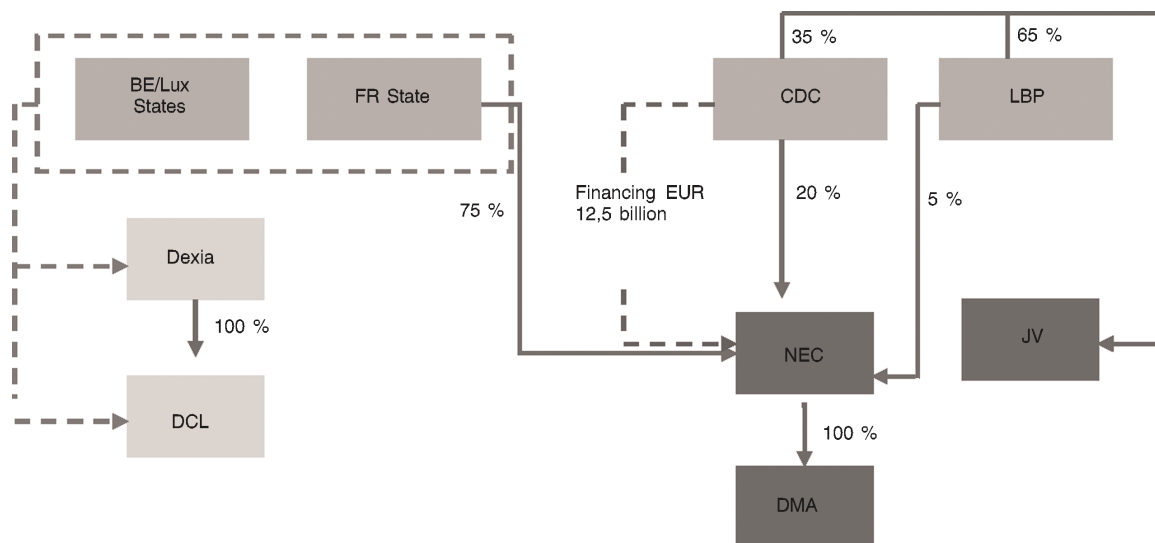 35 %
65 %
BE/Lux
States
FR State
CDC
LBP
75 %
Financing EUR
12,5 billion
20 %
5 %
Dexia
100 %
NEC
JV
DCL
100 %
DMA